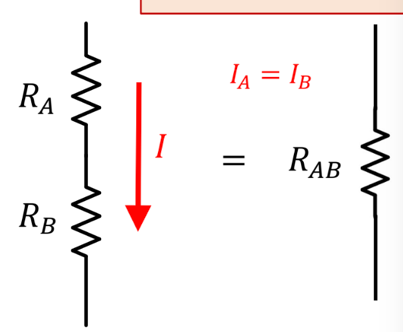 R_A
I_A = I_B
I
= R_AB
R_B